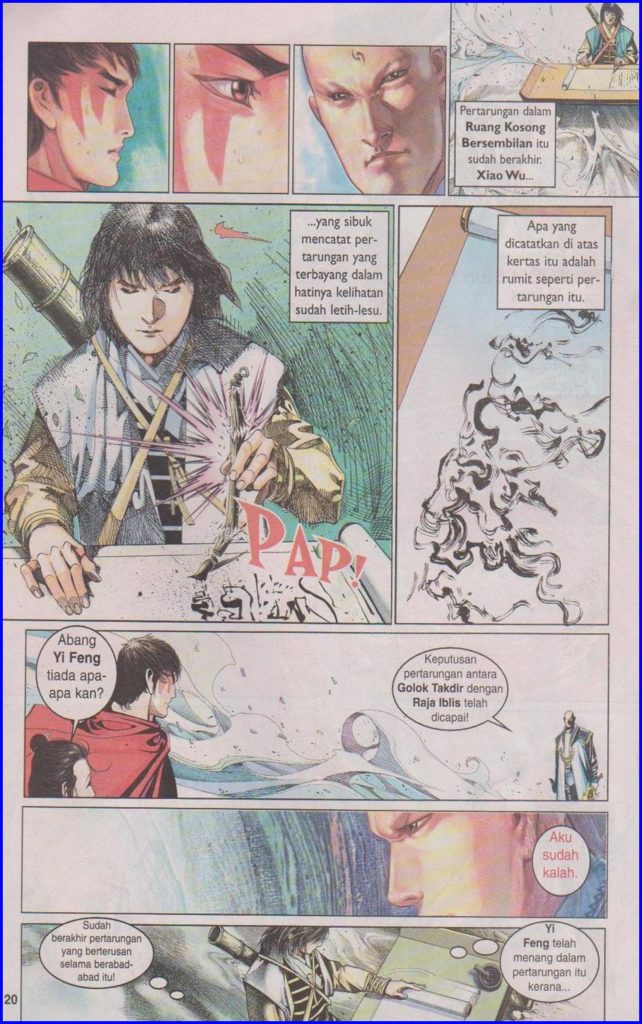 Pertarungan dalam
Ruang Kosong
Bersembilan itu
sudah berakhir.
Xiao Wu...
...yang sibuk
mencatat per-
tarungan yang
terbayang dalam
hatinya kelihatan
sudah letih-lesu.
Apa yang
dicatatkan di atas
kertas itu adalah
rumit seperti per-
tarungan itu.
PAP!
Abang
Yi Feng
tiada apa-
apa kan?
Keputusan
pertarungan antara
Golok Takdir dengan
Raja Iblis telah
dicapai!
Aku
sudah
kalah.
Sudah
berakhir pertarungan
yang berterusan
selama berabad-
abad itu!
Yi
Feng telah
menang dalam
pertarungan itu
kerana...
20